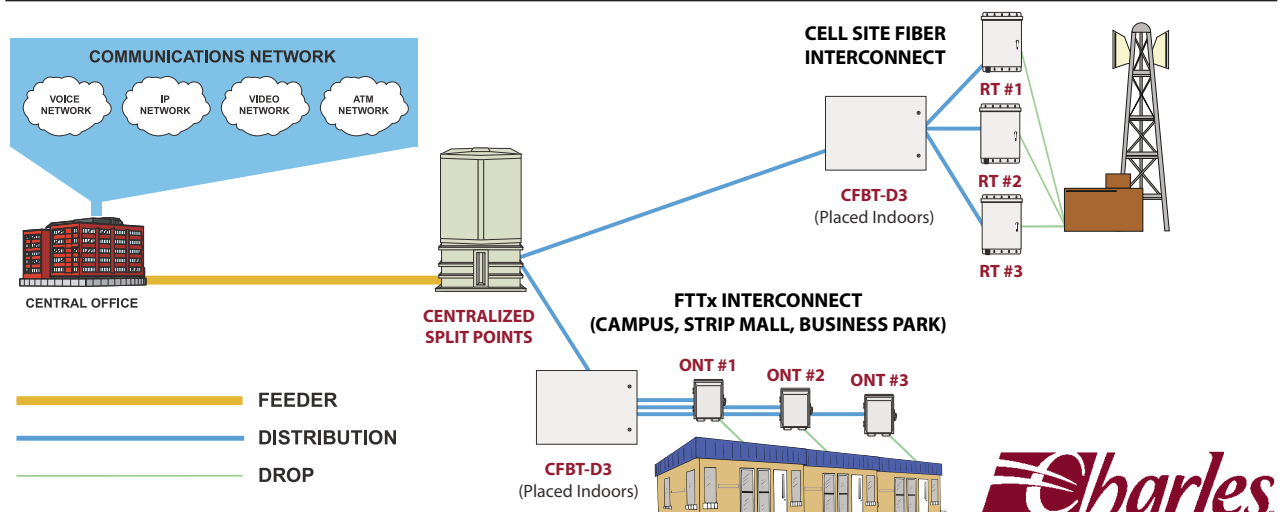 COMMUNICATIONS NETWORK
VOICE
NETWORK
IP
NETWORK
VIDEO
NETWORK
ATM
NETWORK
CENTRAL OFFICE
CENTRALIZED
SPLIT POINTS
CELL SITE FIBER
INTERCONNECT
CFBT-D3
(Placed Indoors)
RT #1
RT #2
RT #3
FTTx INTERCONNECT
(CAMPUS, STRIP MALL, BUSINESS PARK)
ONT #1
ONT #2
ONT #3
CFBT-D3
(Placed Indoors)
FEEDER
DISTRIBUTION
DROP
Charles